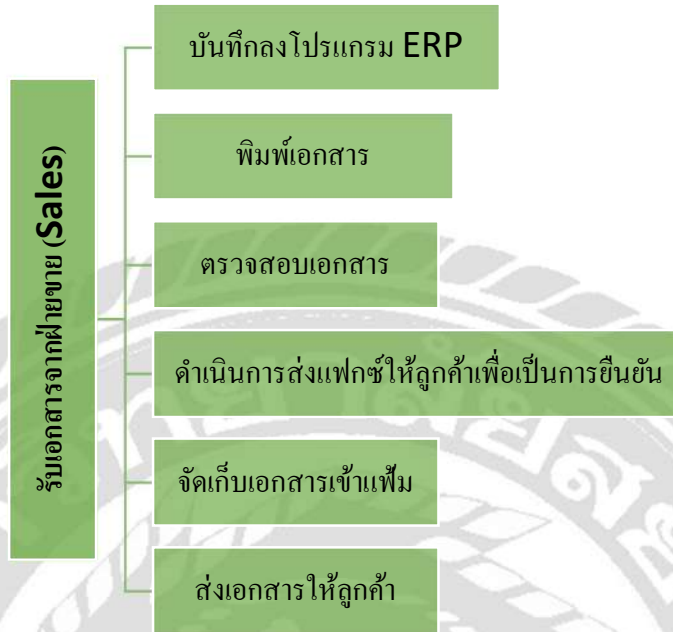 รับเอกสารจากฝ่ายขาย (Sales)
บันทึกลงโปรแกรม ERP
พิมพ์เอกสาร
ตรวจสอบเอกสาร
ดำเนินการส่งแฟกซ์ให้ลูกค้าเพื่อเป็นการยืนยัน
จัดเก็บเอกสารเข้าแฟ้ม
ส่งเอกสารให้ลูกค้า